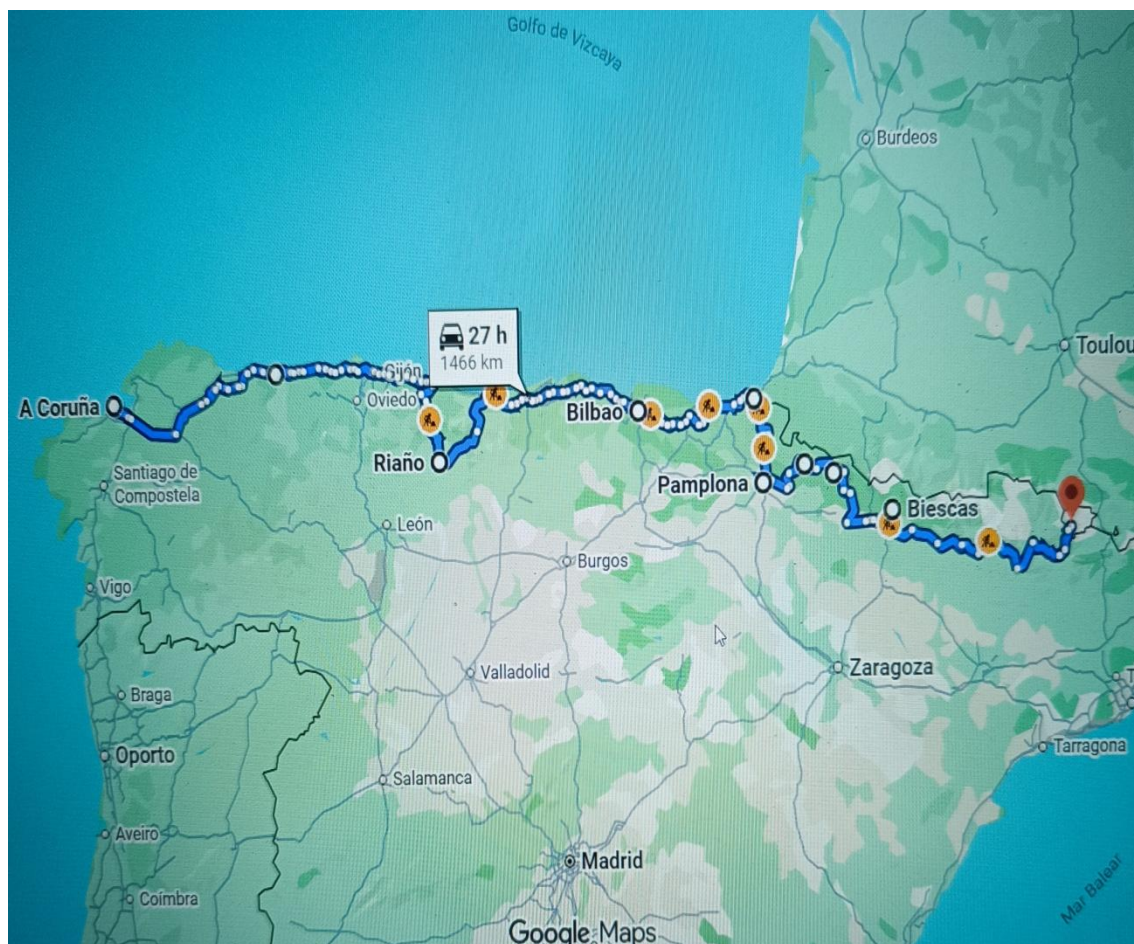 Golfo de Vizcaya
Burdeos
27 h
1466 km
Toulou
Gijón
A Coruña
Oviedo
Bilbao
Riaño
Santiago de
Compostela
Pamplona
Biescas
León
Burgos
Vigo
Zaragoza
Valladolid
Braga
T
Tarragona
Oporto
Salamanca
Aveiro
Madrid
Mar Balear
Coímbra
Google Maps